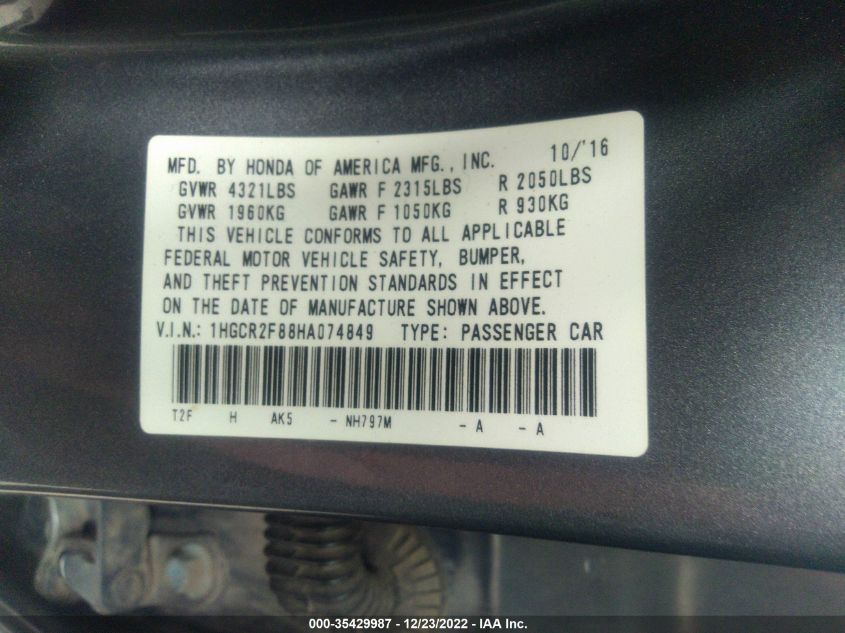 MFD. BY HONDA OF AMERICA MFG., INC. 10/'16
GVWR 4321LBS GAWR F 2315LBS R 2050LBS
GVWR 1960KG GAWR F 1050KG R 930KG
THIS VEHICLE CONFORMS TO ALL APPLICABLE
FEDERAL MOTOR VEHICLE SAFETY, BUMPER,
AND THEFT PREVENTION STANDARDS IN EFFECT
ON THE DATE OF MANUFACTURE SHOWN ABOVE.
V.I.N.: 1HGCR2F88HA074849 TYPE: PASSENGER CAR
T2F H AK5 - NH797M - A - A
000-35429987 - 12/23/2022 - IAA Inc.